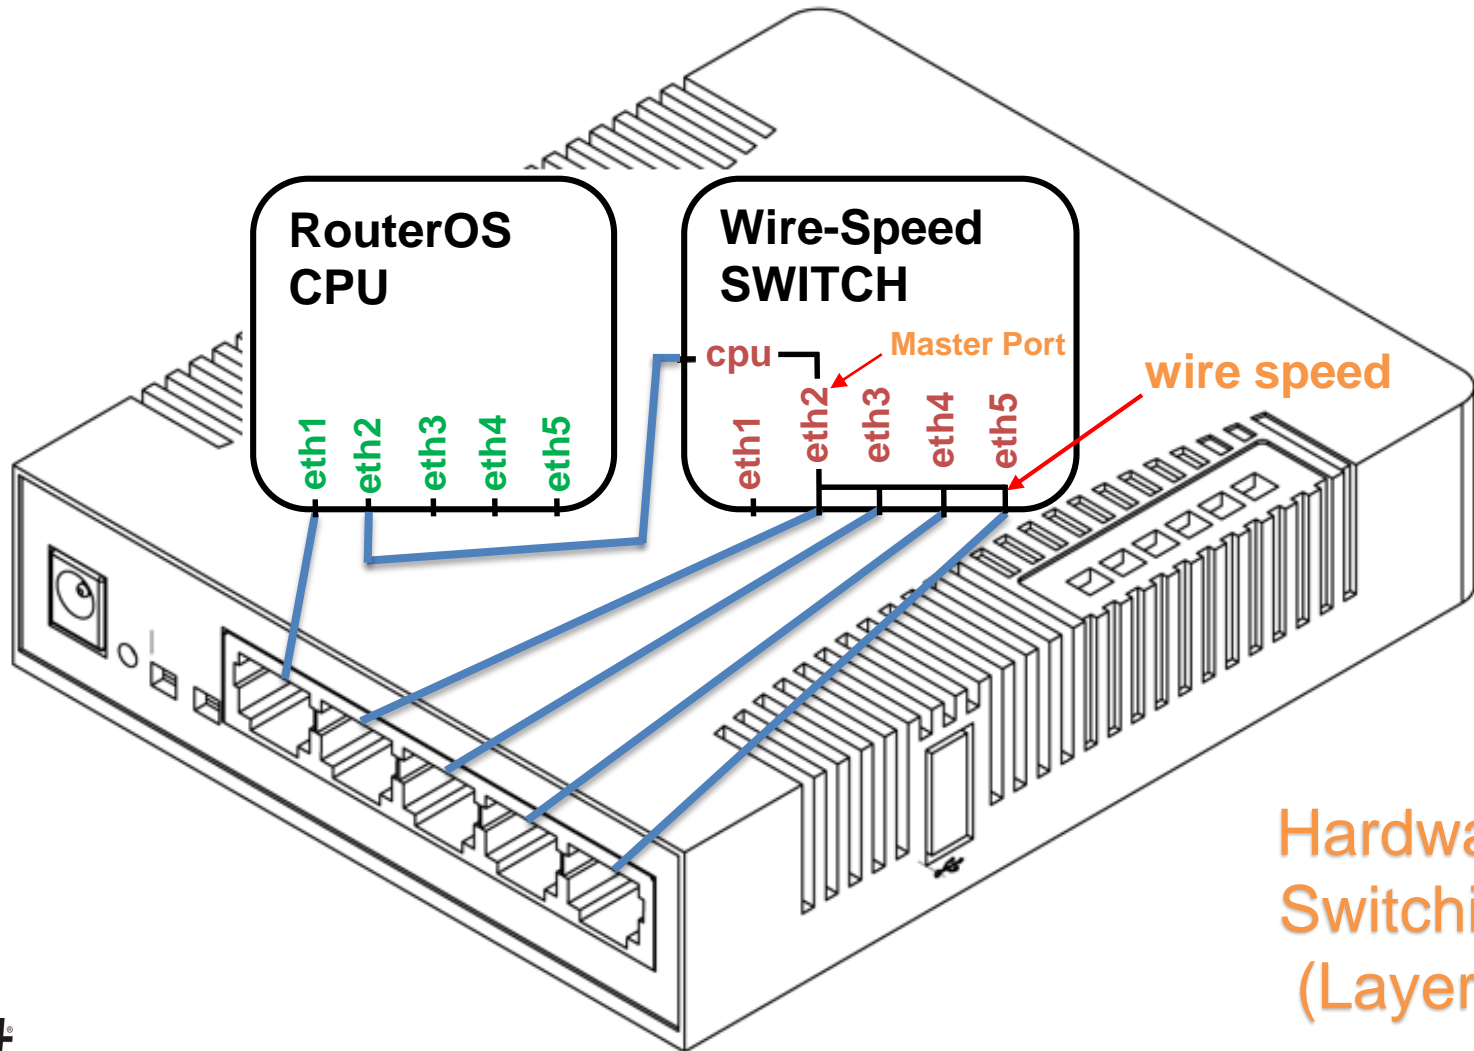 RouterOS
CPU
eth1
eth2
eth3
eth4
eth5
Wire-Speed
SWITCH
cpu
Master Port
eth1
eth2
eth3
eth4
eth5
wire speed
(Layer